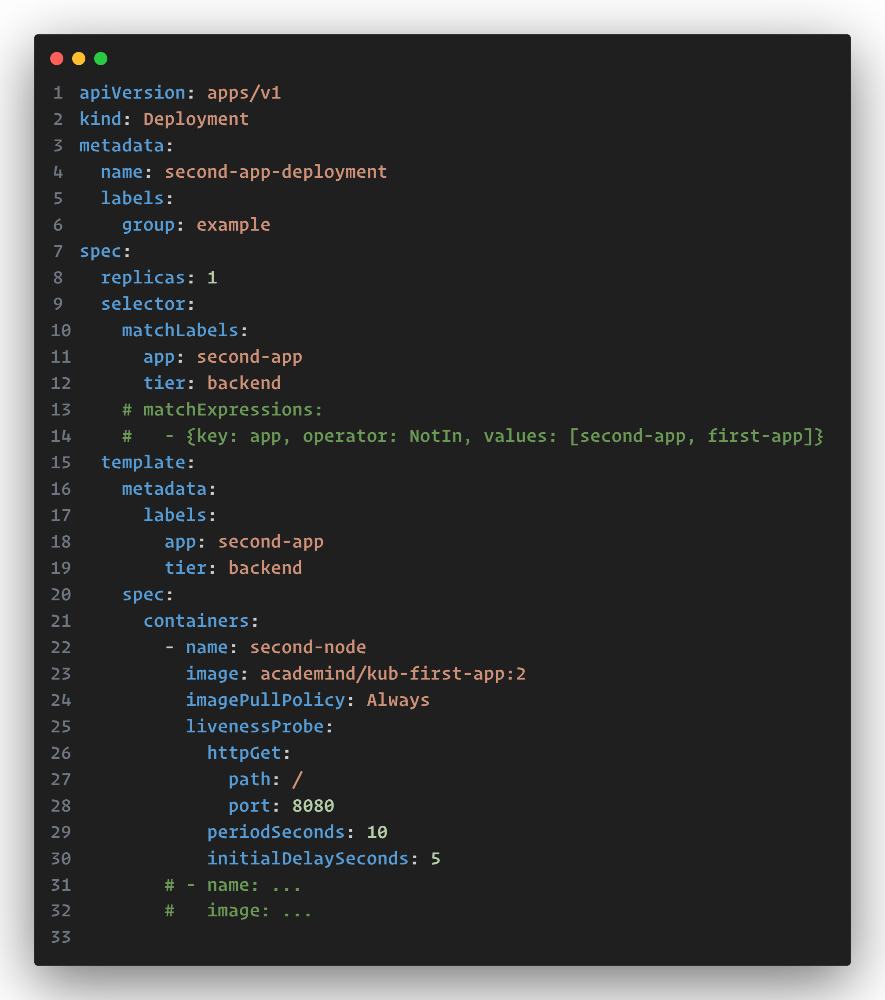 1 apiVersion: apps/v1
2 kind: Deployment
3 metadata:
4   name: second-app-deployment
5   labels:
6     group: example
7 spec:
8   replicas: 1
9   selector:
10     matchLabels:
11       app: second-app
12       tier: backend
13     # matchExpressions:
14     #   - {key: app, operator: NotIn, values: [second-app, first-app]}
15   template:
16     metadata:
17       labels:
18         app: second-app
19         tier: backend
20     spec:
21       containers:
22         - name: second-node
23           image: academind/kub-first-app:2
24           imagePullPolicy: Always
25           livenessProbe:
26             httpGet:
27               path: /
28               port: 8080
29             periodSeconds: 10
30             initialDelaySeconds: 5
31         # - name: ...
32         #   image: ...
33